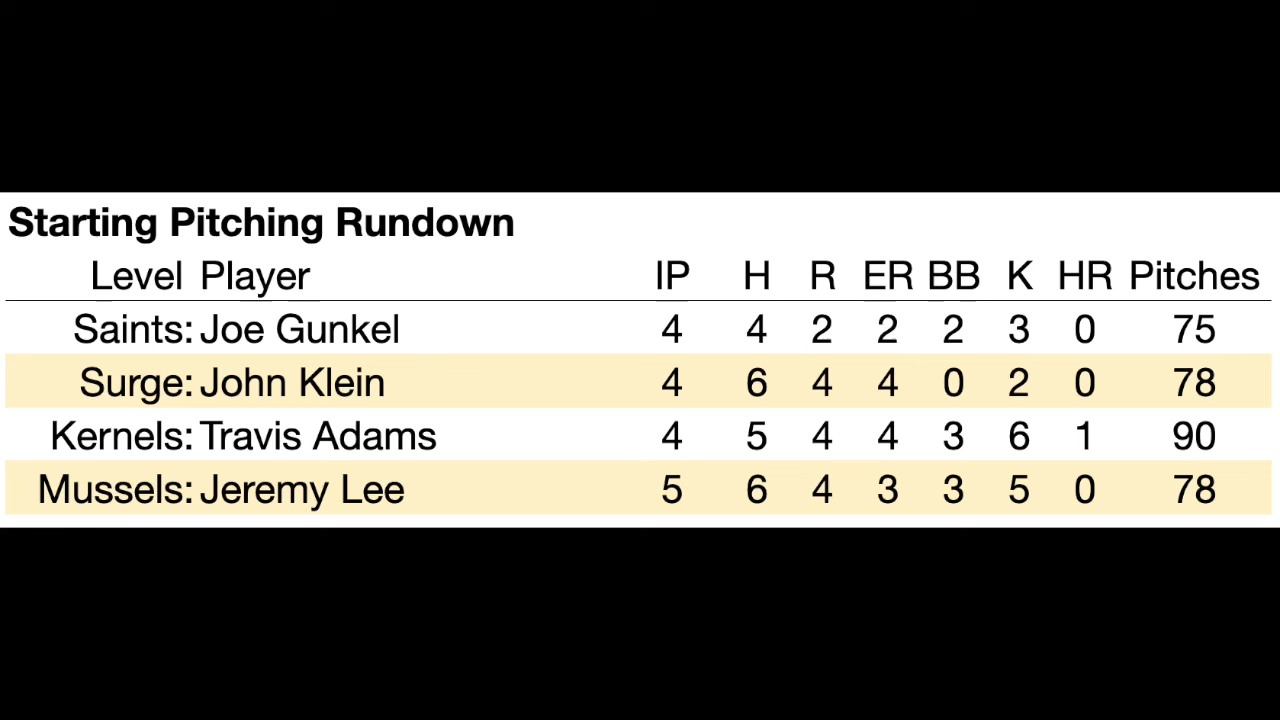 Starting Pitching Rundown
Level Player IP H R ER BB K HR Pitches
Saints: Joe Gunkel 4 4 2 2 2 3 0 75
Surge: John Klein 4 6 4 4 0 2 0 78
Kernels: Travis Adams 4 5 4 4 3 6 1 90
Mussels: Jeremy Lee 5 6 4 3 3 5 0 78